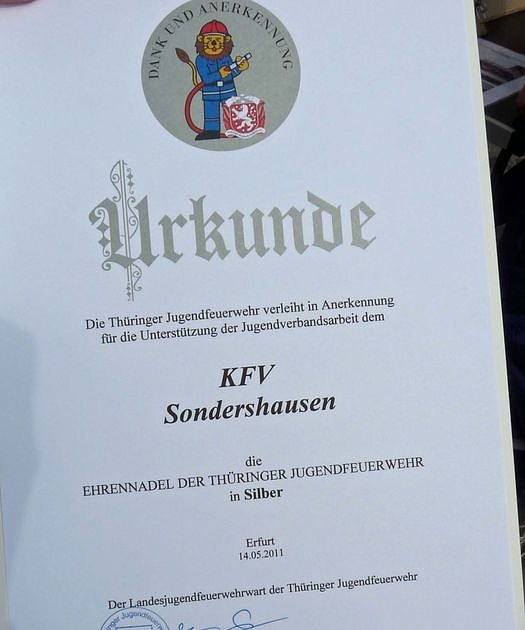 DANK UND ANERKENNUNG
Urkunde
Die Thüringer Jugendfeuerwehr verleiht in Anerkennung
für die Unterstützung der Jugendverbandsarbeit dem
KFV
Sondershausen
die
EHRENNADEL DER THÜRINGER JUGENDFEUERWEHR
in Silber
Erfurt
14.05.2011
Der Landesjugendfeuerwehrwart der Thüringer Jugendfeuerwehr